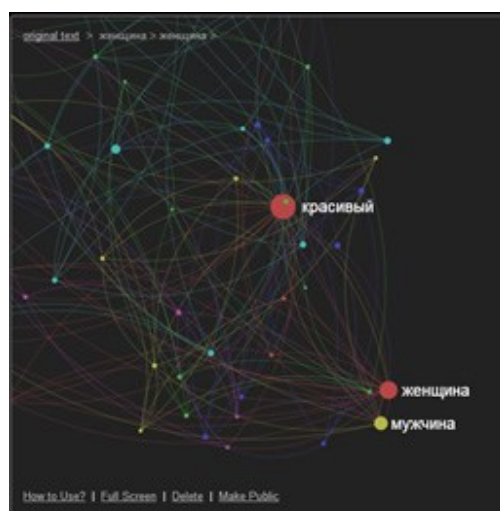 original text > женщина > женщина >
красивый
женщина
мужчина
How to Use? | Full Screen | Delete | Make Public